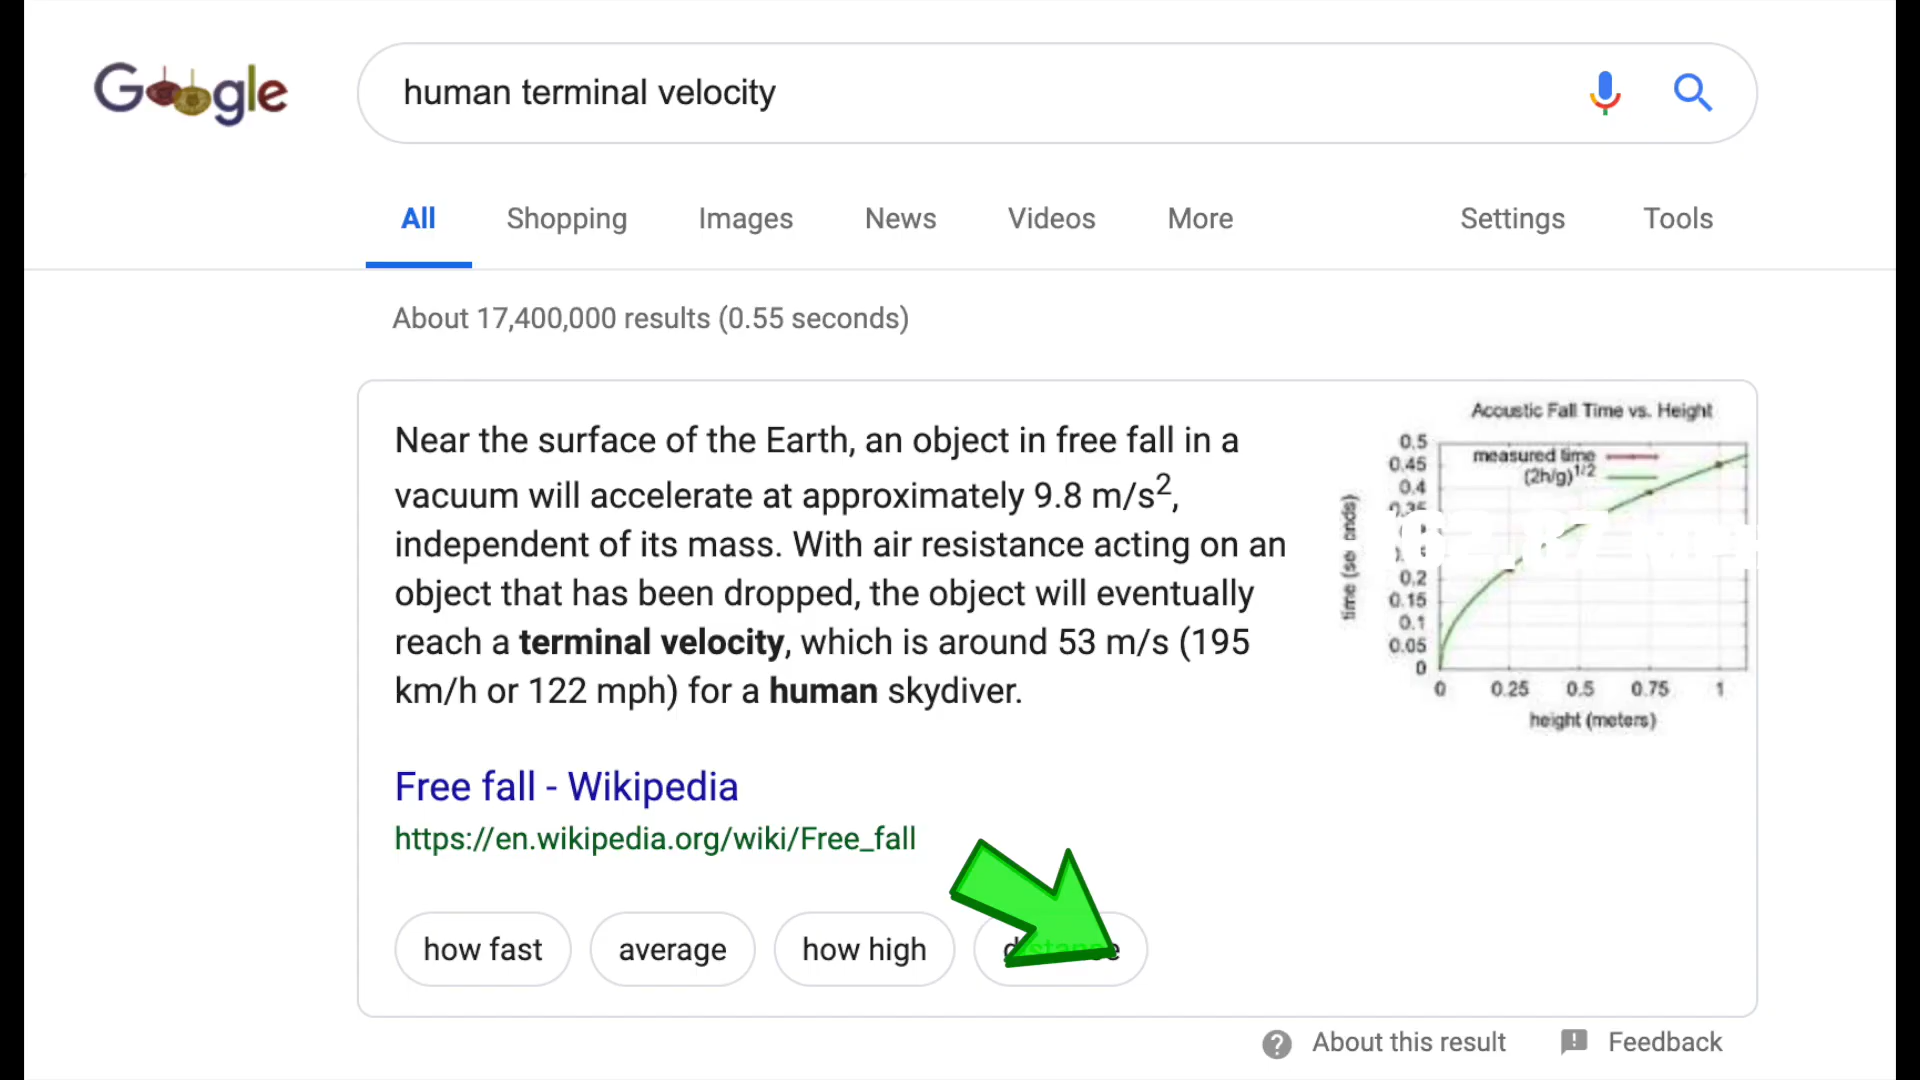 Google
human terminal velocity
All Shopping Images News Videos More Settings Tools
About 17,400,000 results (0.55 seconds)
Near the surface of the Earth, an object in free fall in a
vacuum will accelerate at approximately 9.8 m/s²,
independent of its mass. With air resistance acting on an
object that has been dropped, the object will eventually
reach a terminal velocity, which is around 53 m/s (195
km/h or 122 mph) for a human skydiver.
Acoustic Fall Time vs. Height
0.5
measured time
0.45
(2h/g)^1/2
0.4
0.2
0.15
0.1
0.05
0
0 0.25 0.5 0.75 1
height (meters)
Free fall - Wikipedia
https://en.wikipedia.org/wiki/Free_fall
how fast average how high
About this result Feedback